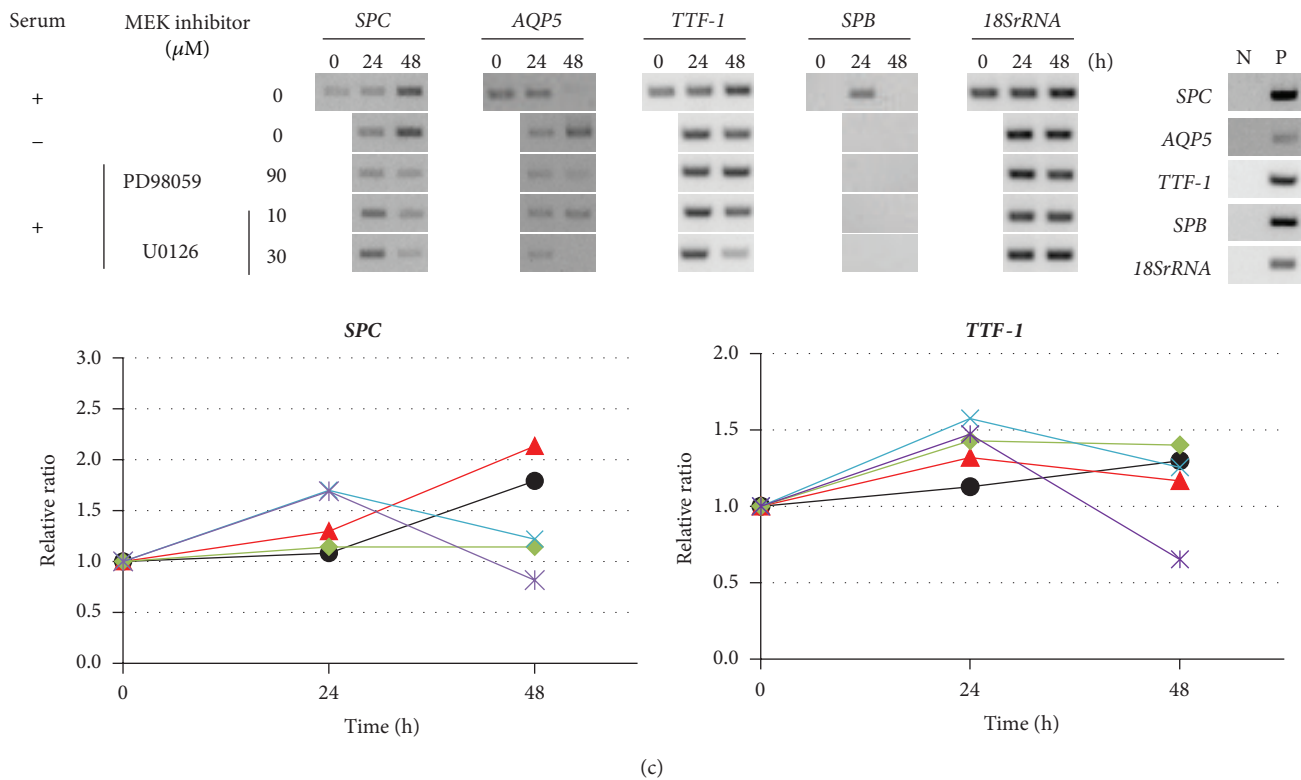 Serum MEK inhibitor (µM) SPC AQP5 TTF-1 SPB 18SrRNA
0 24 48 0 24 48 0 24 48 0 24 48 0 24 48 (h)
N P
+ 0
− 0
PD98059 90
+ 10
U0126 30
SPC
AQP5
TTF-1
SPB
18SrRNA
SPC
Relative ratio
3.0
2.5
2.0
1.5
1.0
0.5
0.0
0 24 48
Time (h)
TTF-1
Relative ratio
2.0
1.5
1.0
0.5
0.0
0 24 48
Time (h)
(c)